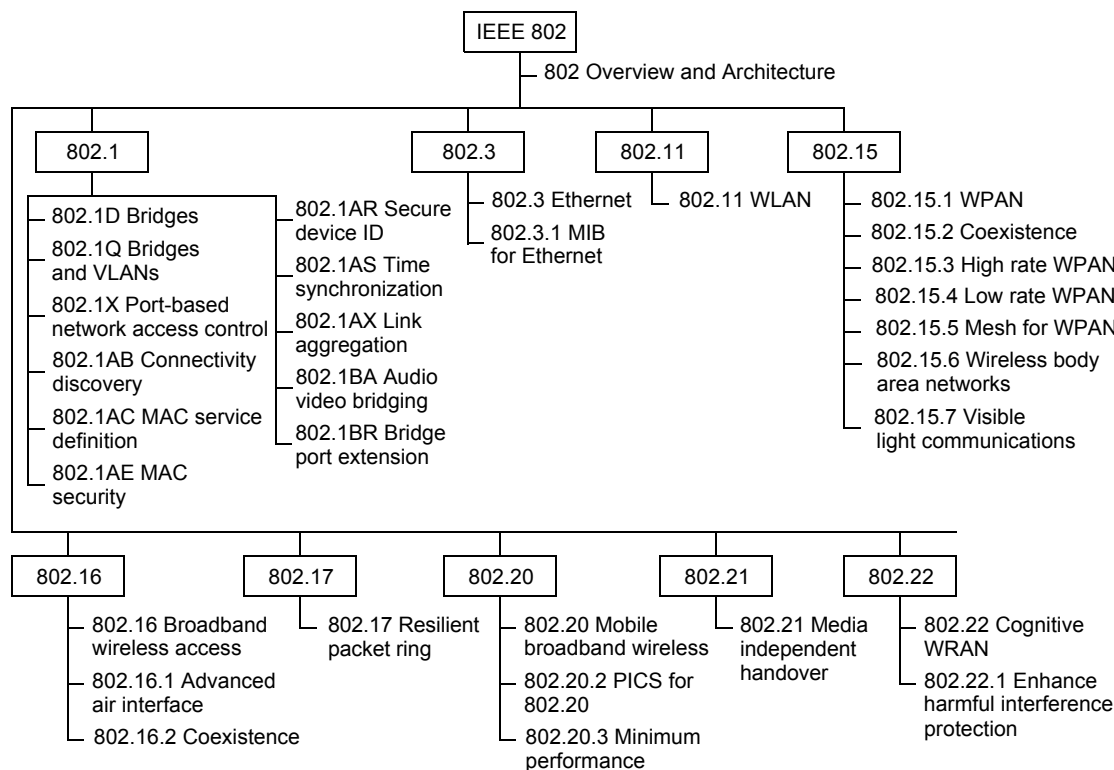 IEEE 802
802 Overview and Architecture
802.1
802.3
802.11
802.15
802.1D Bridges
802.1Q Bridges
and VLANs
802.1X Port-based
network access control
802.1AB Connectivity
discovery
802.1AC MAC service
definition
802.1AE MAC
security
802.1AR Secure
device ID
802.1AS Time
synchronization
802.1AX Link
aggregation
802.1BA Audio
video bridging
802.1BR Bridge
port extension
802.3 Ethernet
802.3.1 MIB
for Ethernet
802.11 WLAN
802.15.1 WPAN
802.15.2 Coexistence
802.15.3 High rate WPAN
802.15.4 Low rate WPAN
802.15.5 Mesh for WPAN
802.15.6 Wireless body
area networks
802.15.7 Visible
light communications
802.16
802.17
802.20
802.21
802.22
802.16 Broadband
wireless access
802.16.1 Advanced
air interface
802.16.2 Coexistence
802.17 Resilient
packet ring
802.20 Mobile
broadband wireless
802.20.2 PICS for
802.20
802.20.3 Minimum
performance
802.21 Media
independent
handover
802.22 Cognitive
WRAN
802.22.1 Enhance
harmful interference
protection